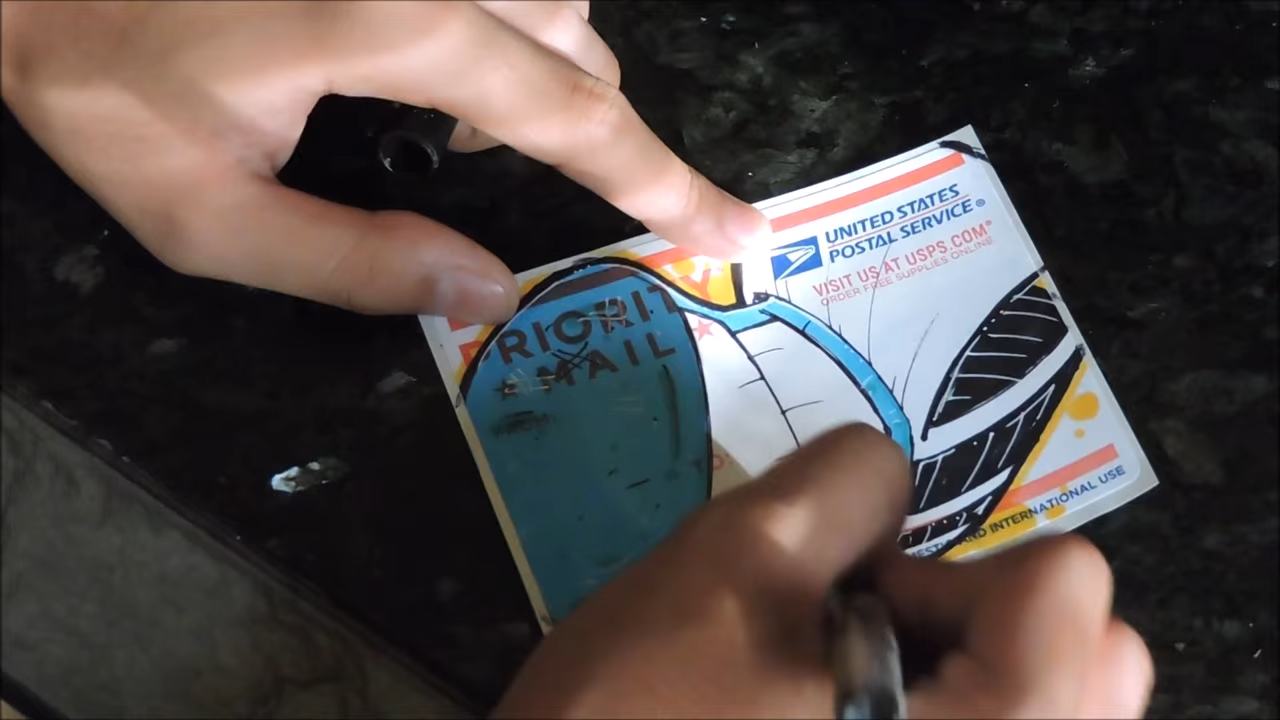 PRIORITY
MAIL
UNITED STATES
POSTAL SERVICE®
VISIT US AT USPS.COM®
ORDER FREE SUPPLIES ONLINE
AND INTERNATIONAL USE